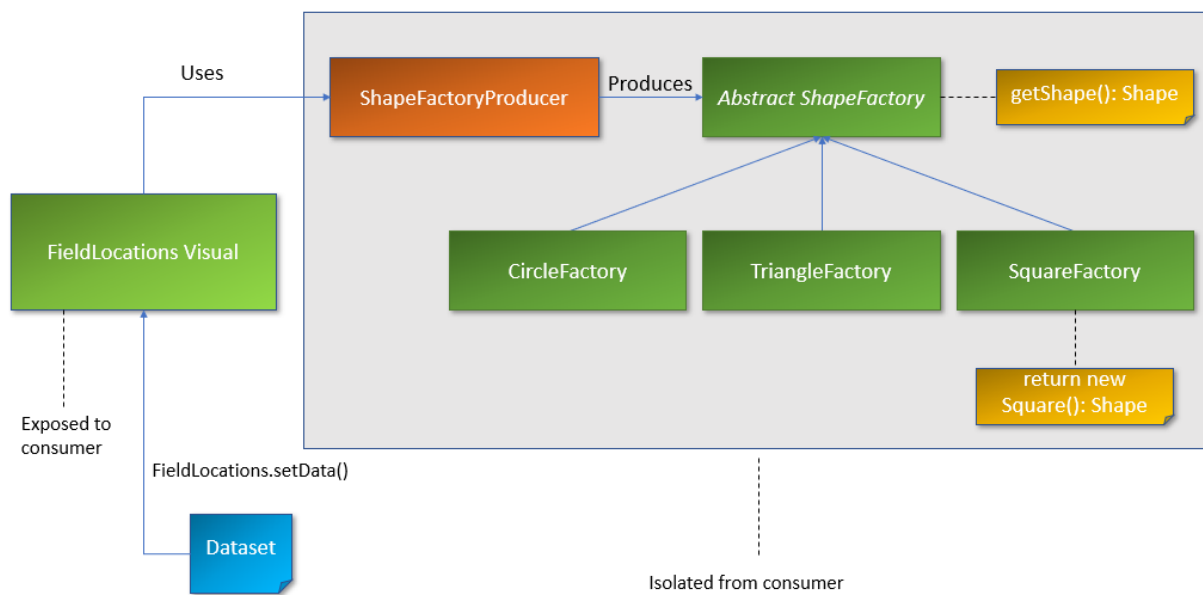 Uses
ShapeFactoryProducer
Produces
Abstract ShapeFactory
getShape(): Shape
FieldLocations Visual
CircleFactory
TriangleFactory
SquareFactory
return new
Square(): Shape
Exposed to
consumer
FieldLocations.setData()
Dataset
Isolated from consumer